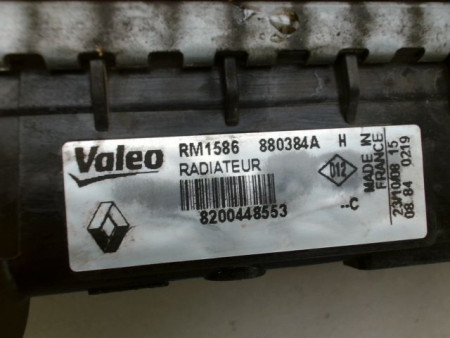 Valeo
RM1586 880384A H
RADIATEUR
8200448553
D12
--C
MADE IN
FRANCE
23/10/08 A 15
08 84 0219